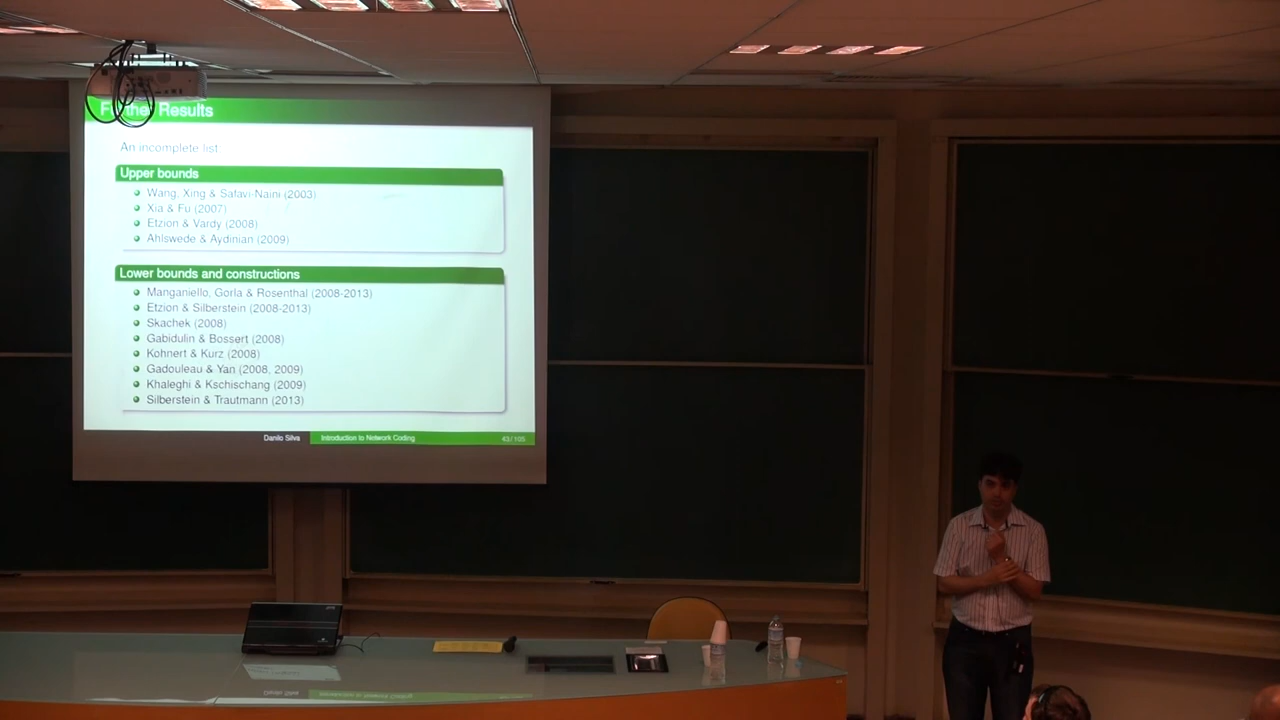 Further Results
An incomplete list
Upper bounds
Wang, Xing & Safavi-Naini (2003)
Xia & Fu (2007)
Etzion & Vardy (2008)
Ahlswede & Aydinian (2009)
Lower bounds and constructions
Manganiello, Gorla & Rosenthal (2008-2013)
Etzion & Silberstein (2008-2013)
Skachek (2008)
Gabidulin & Bossert (2008)
Kohnert & Kurz (2008)
Gadouleau & Yan (2008, 2009)
Khaleghi & Kschischang (2009)
Silberstein & Trautmann (2013)
Danilo Silva Introduction to Network Coding 43/105